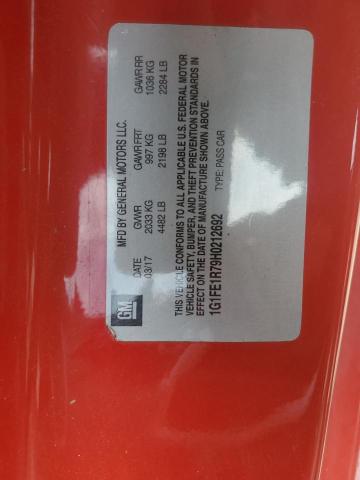 GM
MFD BY GENERAL MOTORS LLC.
DATE GVWR GAWR FRT GAWR RR
03/17 2033 KG 997 KG 1036 KG
4482 LB 2198 LB 2284 LB
THIS VEHICLE CONFORMS TO ALL APPLICABLE U.S. FEDERAL MOTOR
VEHICLE SAFETY, BUMPER, AND THEFT PREVENTION STANDARDS IN
EFFECT ON THE DATE OF MANUFACTURE SHOWN ABOVE.
1G1FE1R79H0212692
TYPE: PASS CAR